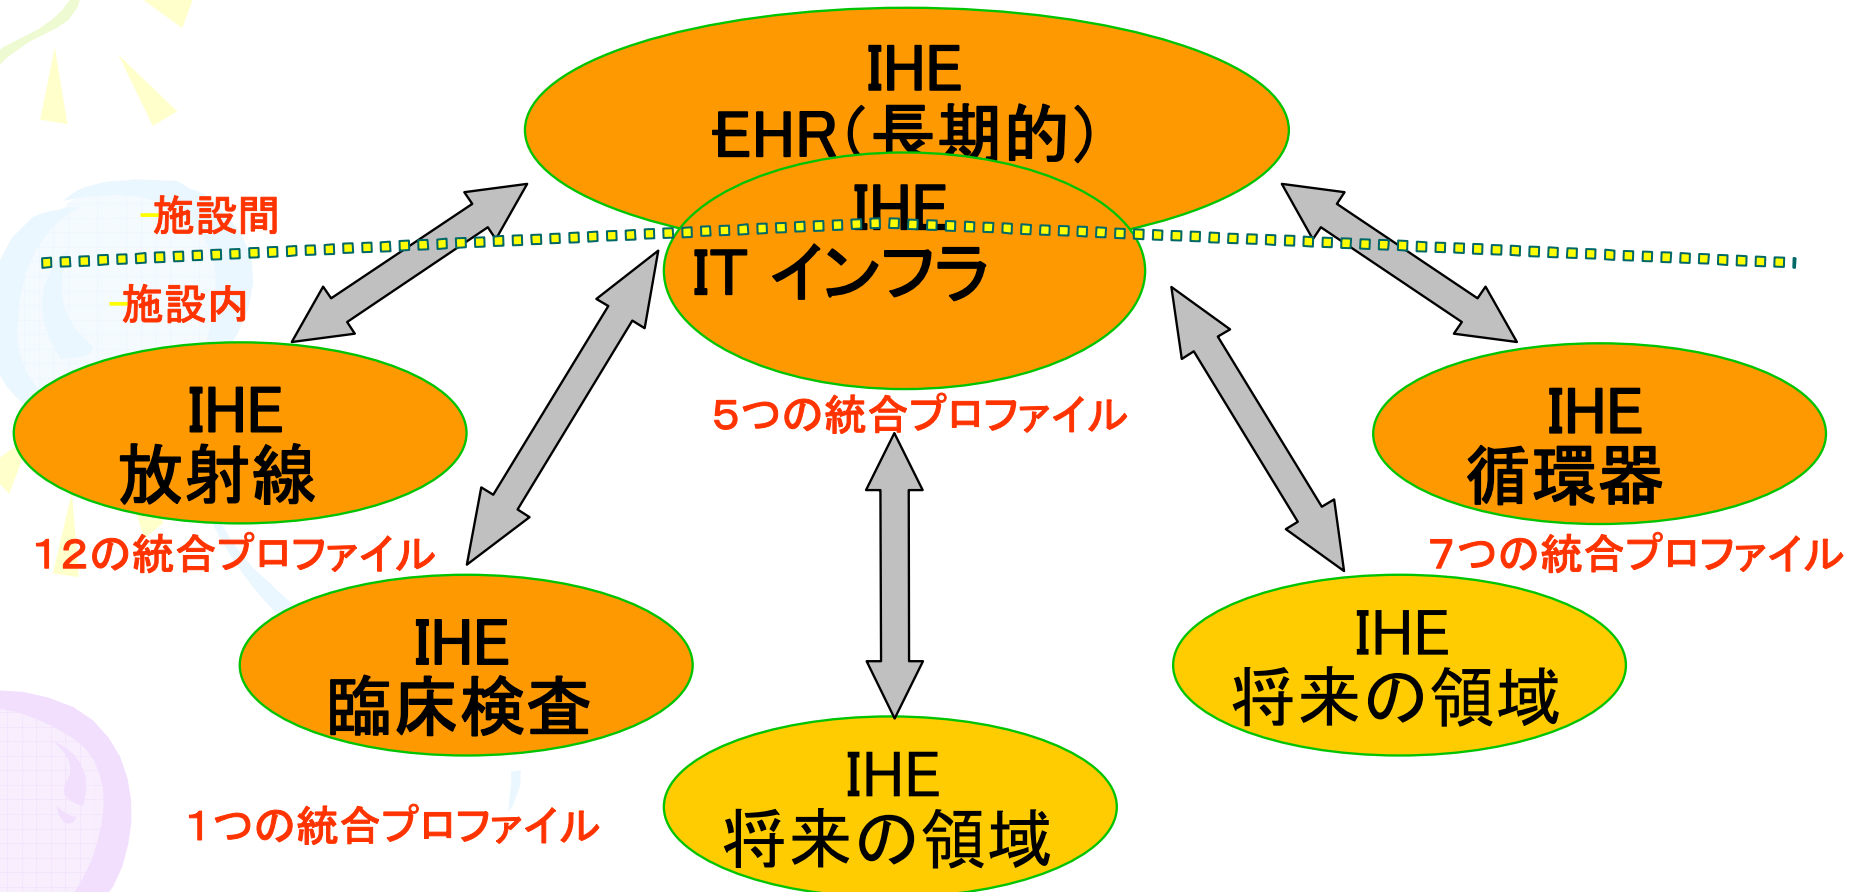 IHE
EHR(長期的)
IHE
IT インフラ
施設間
施設内
5つの統合プロファイル
IHE
放射線
12の統合プロファイル
IHE
循環器
7つの統合プロファイル
IHE
臨床検査
1つの統合プロファイル
IHE
将来の領域
IHE
将来の領域